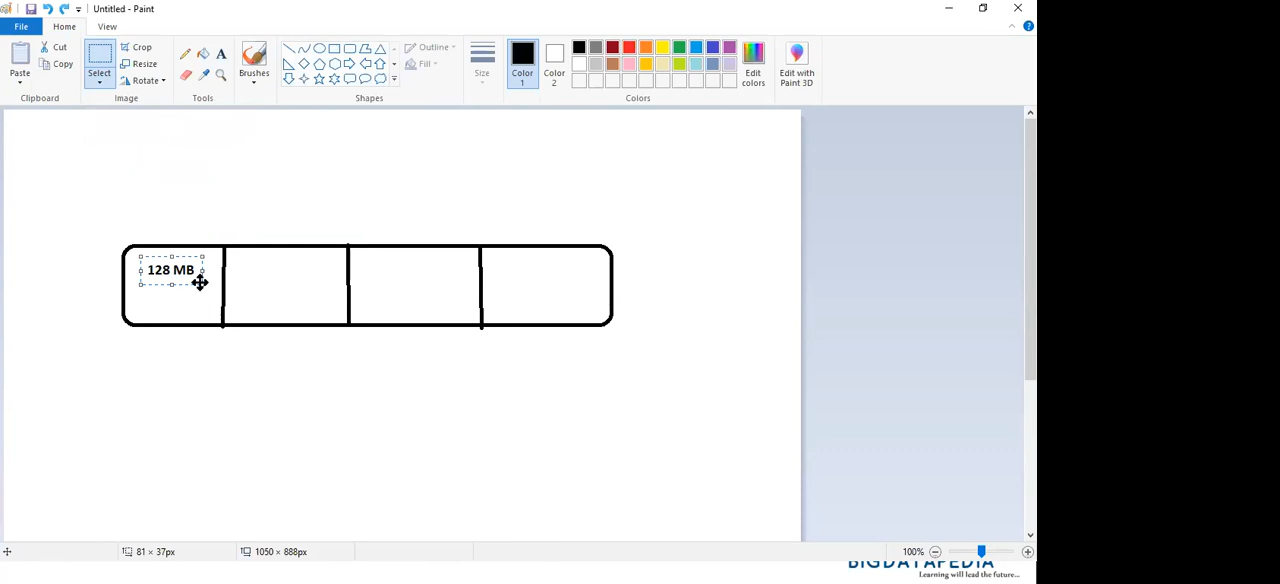 Untitled - Paint
File Home View
Paste
Cut
Copy
Clipboard
Select
Crop
Resize
Rotate
Image
Tools
Brushes
Outline
Fill
Shapes
Size
Color 1
Color 2
Colors
Edit colors
Edit with Paint 3D
128 MB
81 × 37px
1050 × 888px
100%
BIGDATAPEDIA
Learning will lead the future...